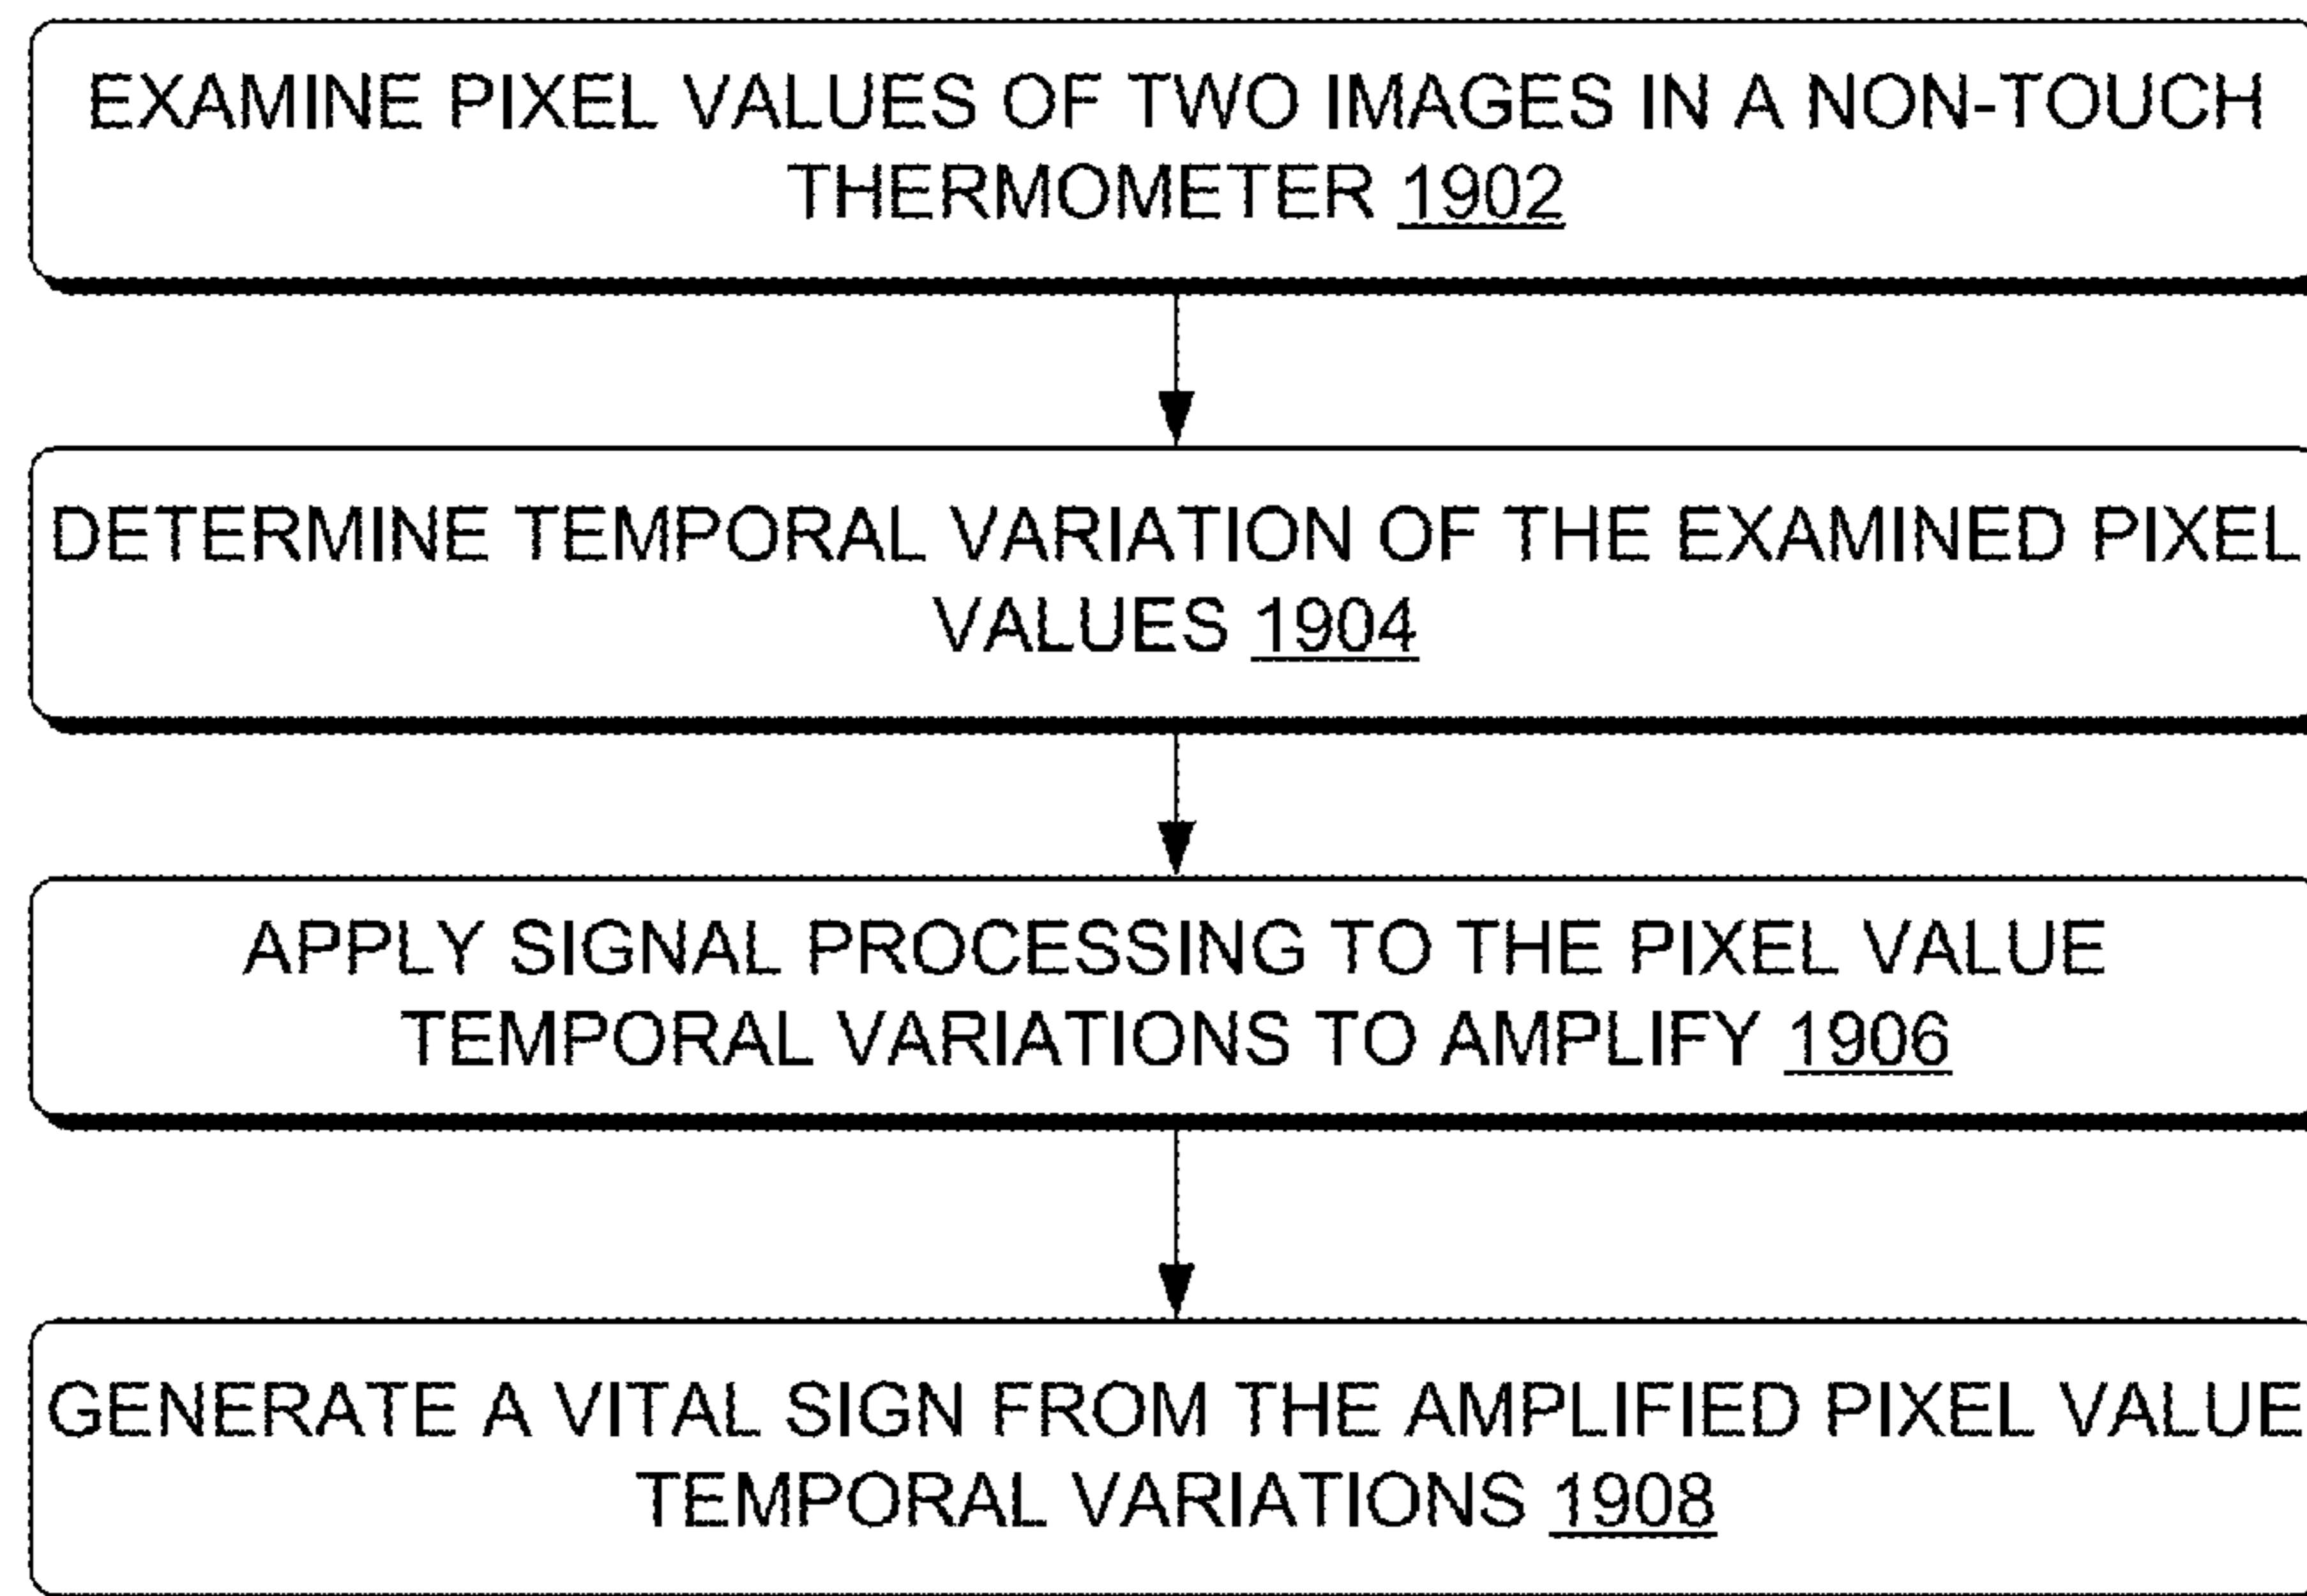 EXAMINE PIXEL VALUES OF TWO IMAGES IN A NON-TOUCH
THERMOMETER 1902
DETERMINE TEMPORAL VARIATION OF THE EXAMINED PIXEL
VALUES 1904
APPLY SIGNAL PROCESSING TO THE PIXEL VALUE
TEMPORAL VARIATIONS TO AMPLIFY 1906
GENERATE A VITAL SIGN FROM THE AMPLIFIED PIXEL VALUE
TEMPORAL VARIATIONS 1908